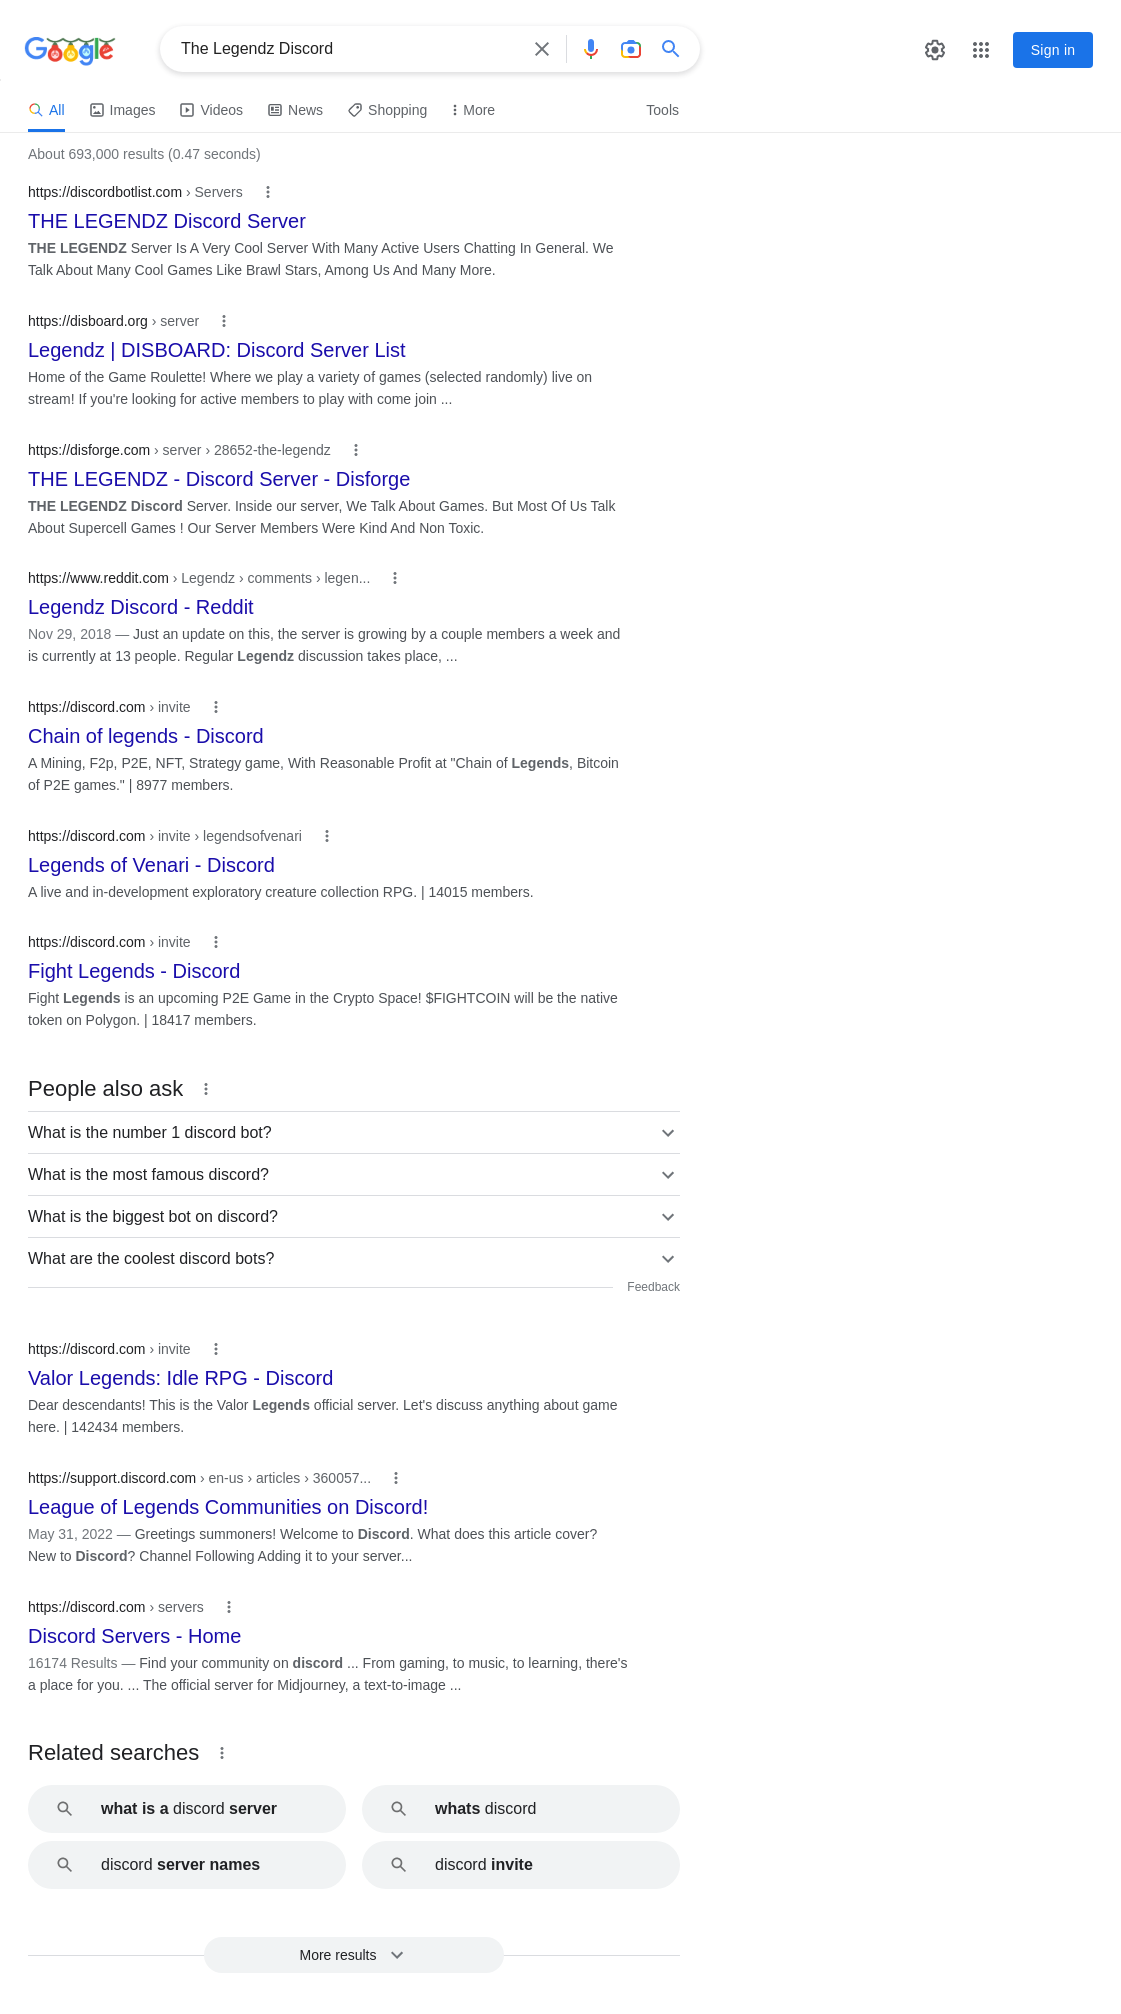 Google
The Legendz Discord
Sign in
All Images Videos News Shopping More Tools
About 693,000 results (0.47 seconds)
https://discordbotlist.com › Servers
THE LEGENDZ Discord Server
THE LEGENDZ Server Is A Very Cool Server With Many Active Users Chatting In General. We
Talk About Many Cool Games Like Brawl Stars, Among Us And Many More.
https://disboard.org › server
Legendz | DISBOARD: Discord Server List
Home of the Game Roulette! Where we play a variety of games (selected randomly) live on
stream! If you're looking for active members to play with come join ...
https://disforge.com › server › 28652-the-legendz
THE LEGENDZ - Discord Server - Disforge
THE LEGENDZ Discord Server. Inside our server, We Talk About Games. But Most Of Us Talk
About Supercell Games ! Our Server Members Were Kind And Non Toxic.
https://www.reddit.com › Legendz › comments › legen...
Legendz Discord - Reddit
Nov 29, 2018 — Just an update on this, the server is growing by a couple members a week and
is currently at 13 people. Regular Legendz discussion takes place, ...
https://discord.com › invite
Chain of legends - Discord
A Mining, F2p, P2E, NFT, Strategy game, With Reasonable Profit at "Chain of Legends, Bitcoin
of P2E games." | 8977 members.
https://discord.com › invite › legendsofvenari
Legends of Venari - Discord
A live and in-development exploratory creature collection RPG. | 14015 members.
https://discord.com › invite
Fight Legends - Discord
Fight Legends is an upcoming P2E Game in the Crypto Space! $FIGHTCOIN will be the native
token on Polygon. | 18417 members.
People also ask
What is the number 1 discord bot?
What is the most famous discord?
What is the biggest bot on discord?
What are the coolest discord bots?
Feedback
https://discord.com › invite
Valor Legends: Idle RPG - Discord
Dear descendants! This is the Valor Legends official server. Let's discuss anything about game
here. | 142434 members.
https://support.discord.com › en-us › articles › 360057...
League of Legends Communities on Discord!
May 31, 2022 — Greetings summoners! Welcome to Discord. What does this article cover?
New to Discord? Channel Following Adding it to your server...
https://discord.com › servers
Discord Servers - Home
16174 Results — Find your community on discord ... From gaming, to music, to learning, there's
a place for you. ... The official server for Midjourney, a text-to-image ...
Related searches
what is a discord server
whats discord
discord server names
discord invite
More results